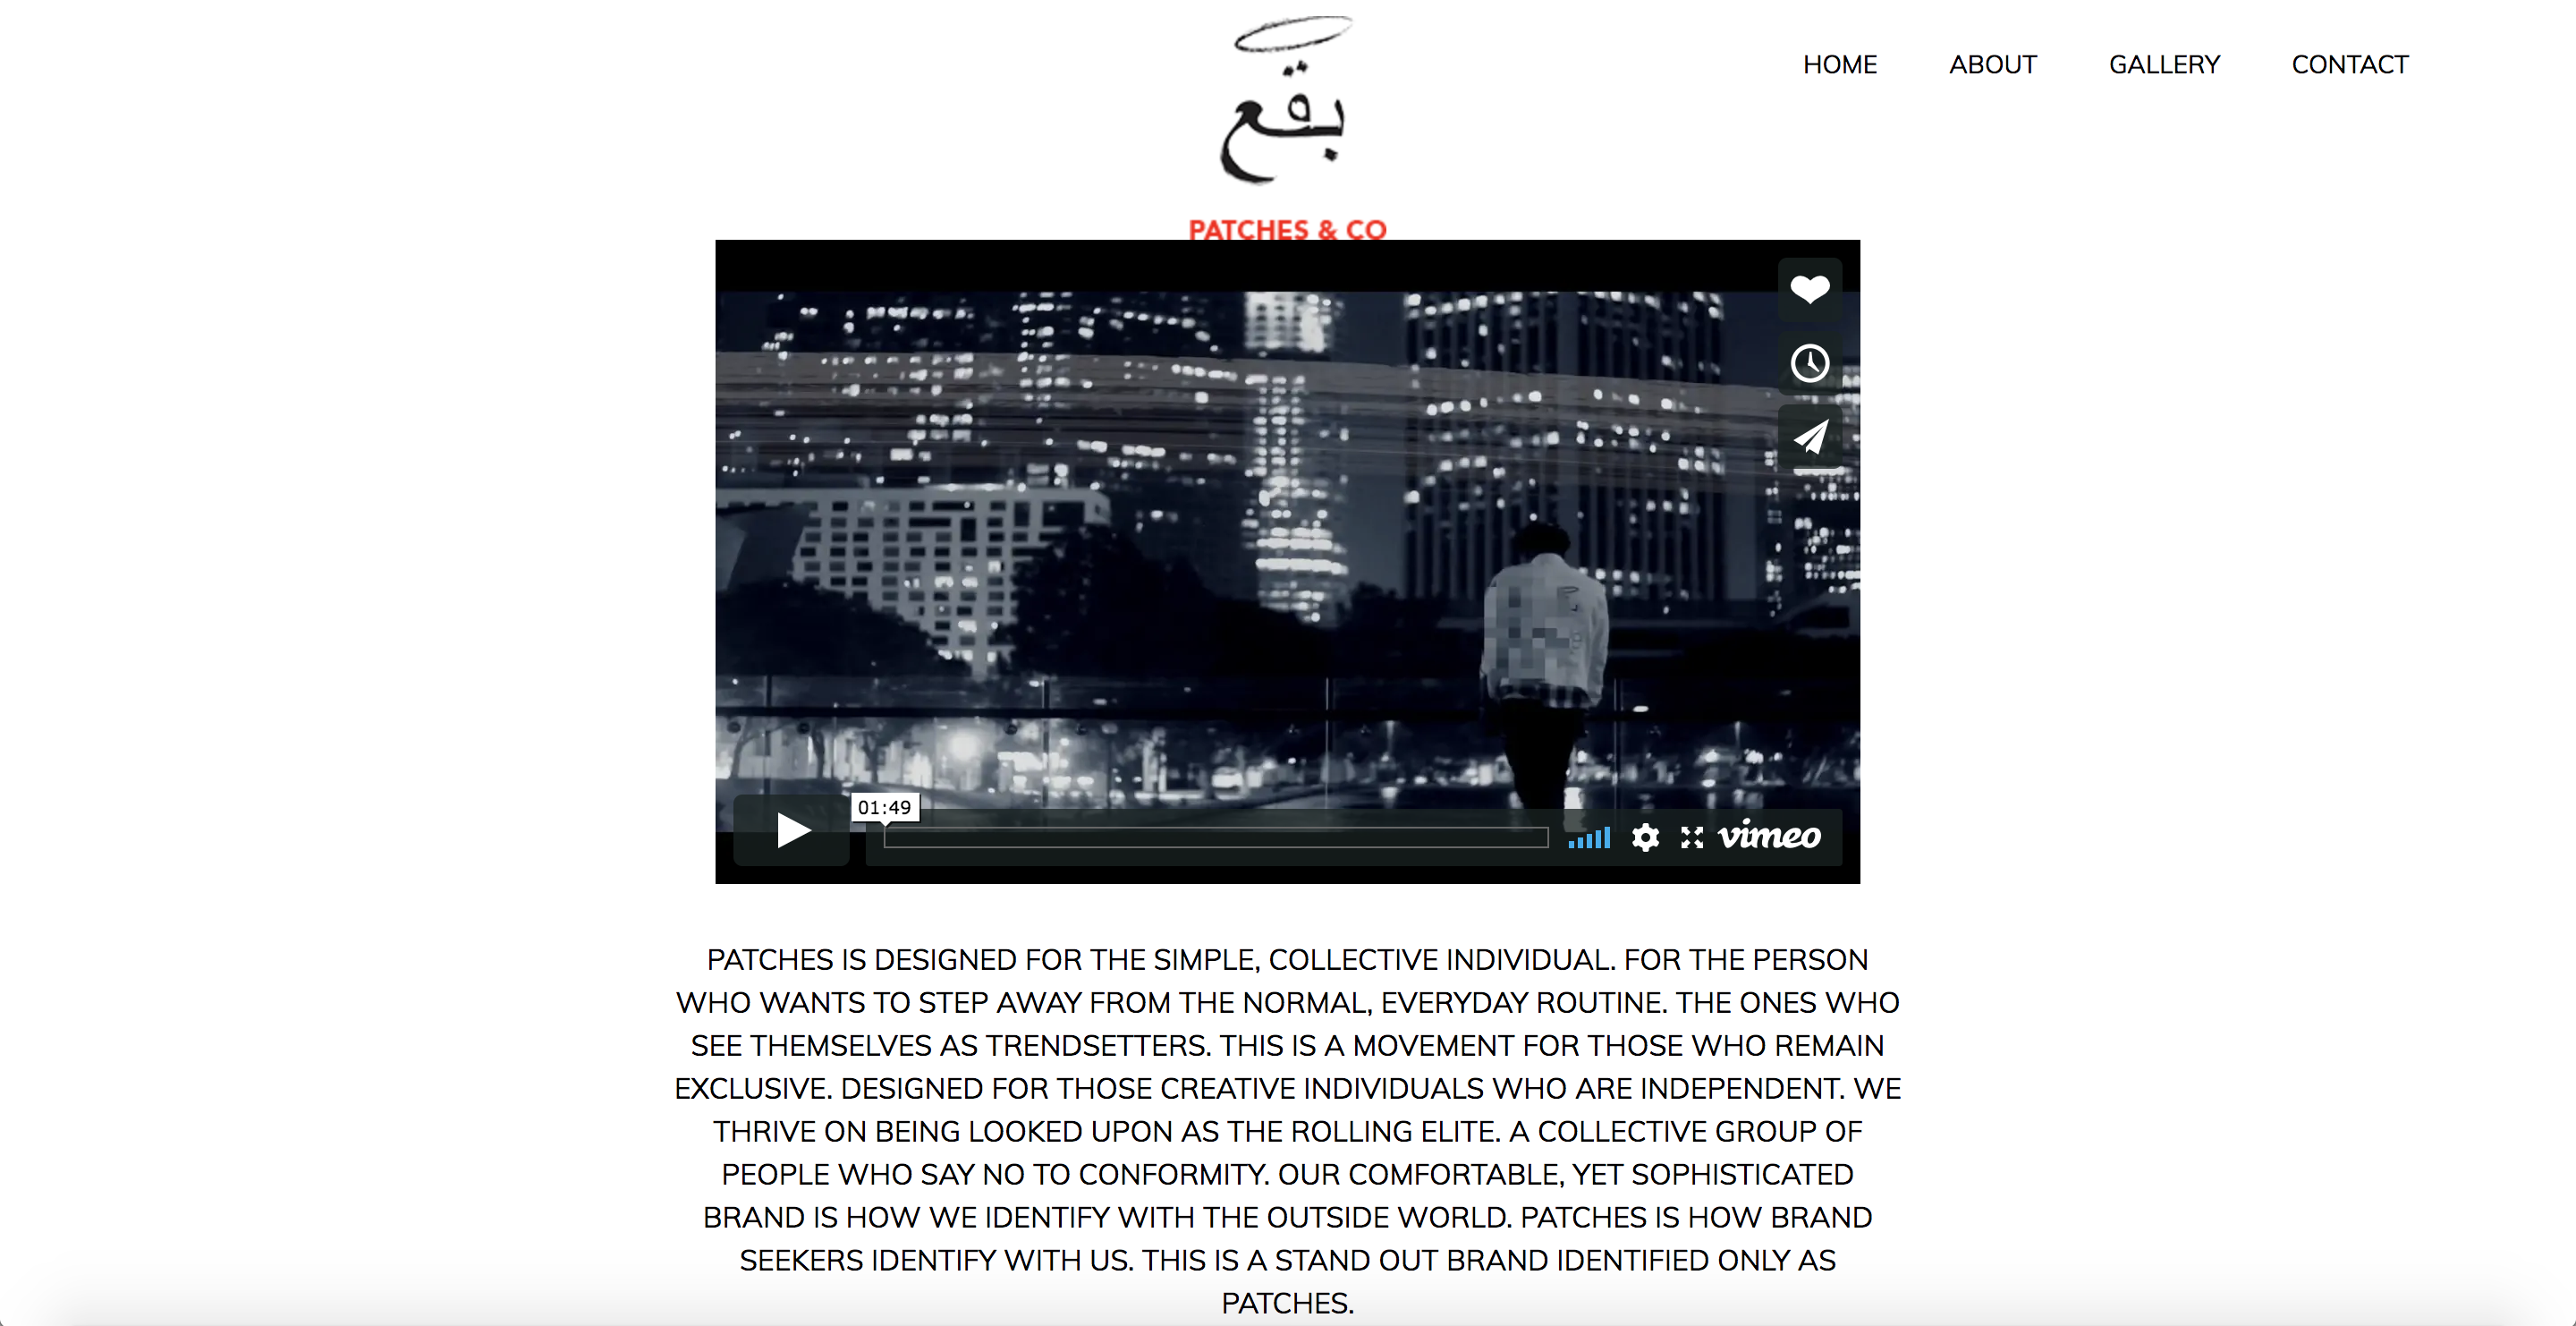 بقع
HOME ABOUT GALLERY CONTACT
PATCHES & CO
01:49
vimeo
PATCHES IS DESIGNED FOR THE SIMPLE, COLLECTIVE INDIVIDUAL. FOR THE PERSON
WHO WANTS TO STEP AWAY FROM THE NORMAL, EVERYDAY ROUTINE. THE ONES WHO
SEE THEMSELVES AS TRENDSETTERS. THIS IS A MOVEMENT FOR THOSE WHO REMAIN
EXCLUSIVE. DESIGNED FOR THOSE CREATIVE INDIVIDUALS WHO ARE INDEPENDENT. WE
THRIVE ON BEING LOOKED UPON AS THE ROLLING ELITE. A COLLECTIVE GROUP OF
PEOPLE WHO SAY NO TO CONFORMITY. OUR COMFORTABLE, YET SOPHISTICATED
BRAND IS HOW WE IDENTIFY WITH THE OUTSIDE WORLD. PATCHES IS HOW BRAND
SEEKERS IDENTIFY WITH US. THIS IS A STAND OUT BRAND IDENTIFIED ONLY AS
PATCHES.